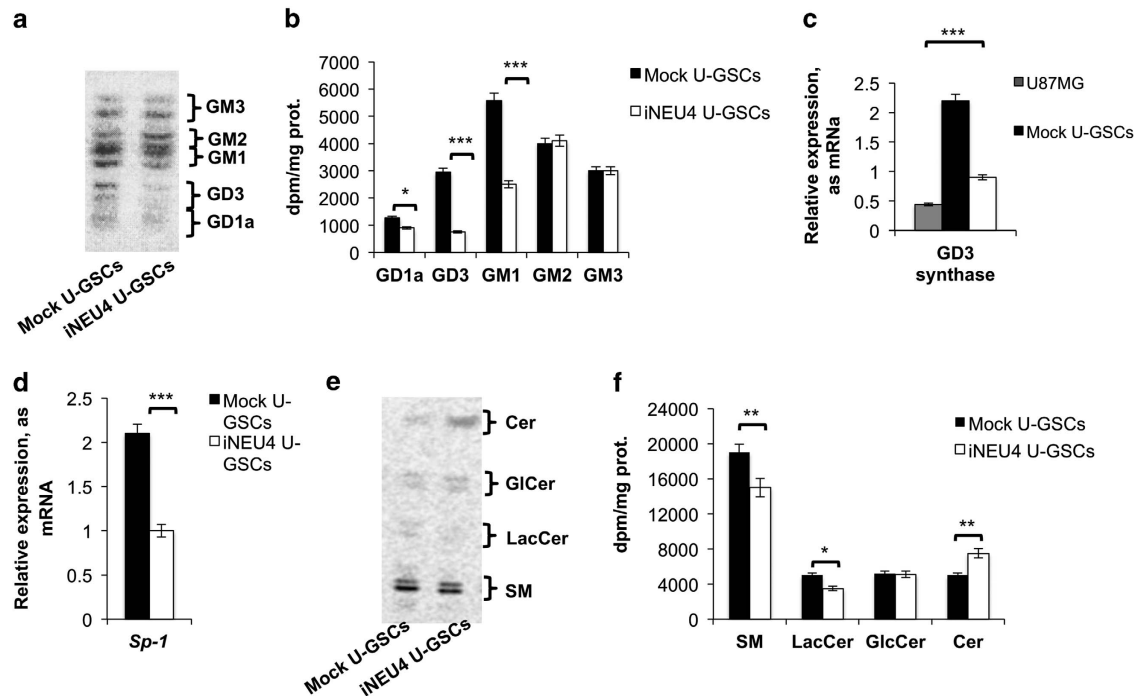 a
GM3
GM2
GM1
GD3
GD1a
Mock U-GSCs
iNEU4 U-GSCs
b
7000
6000
5000
4000
3000
2000
1000
0
dpm/mg prot.
*
***
***
GD1a GD3 GM1 GM2 GM3
Mock U-GSCs
iNEU4 U-GSCs
c
***
2.5
2
1.5
1
0.5
0
Relative expression,
as mRNa
GD3
synthase
U87MG
Mock U-GSCs
d
2.5
2
1.5
1
0.5
0
Relative expression, as
mRNA
***
Sp-1
Mock U-
GSCs
iNEU4 U-
GSCs
e
Cer
GlCer
LacCer
SM
Mock U-GSCs
iNEU4 U-GSCs
f
24000
20000
16000
12000
8000
4000
0
dpm/mg prot.
**
*
**
SM LacCer GlcCer Cer
Mock U-GSCs
iNEU4 U-GSCs